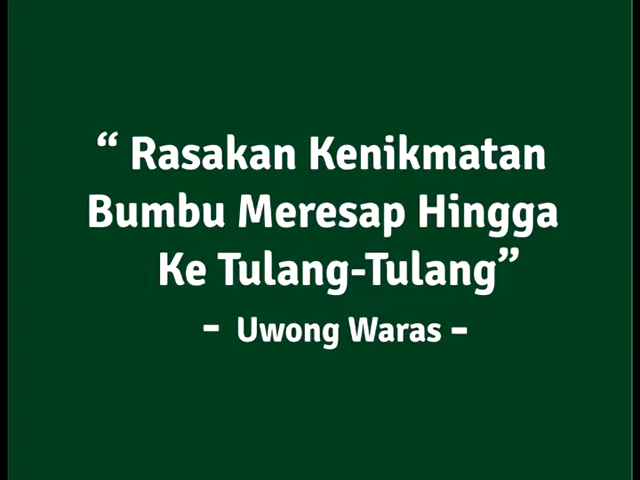 “ Rasakan Kenikmatan
Bumbu Meresap Hingga
Ke Tulang-Tulang”
- Uwong Waras -